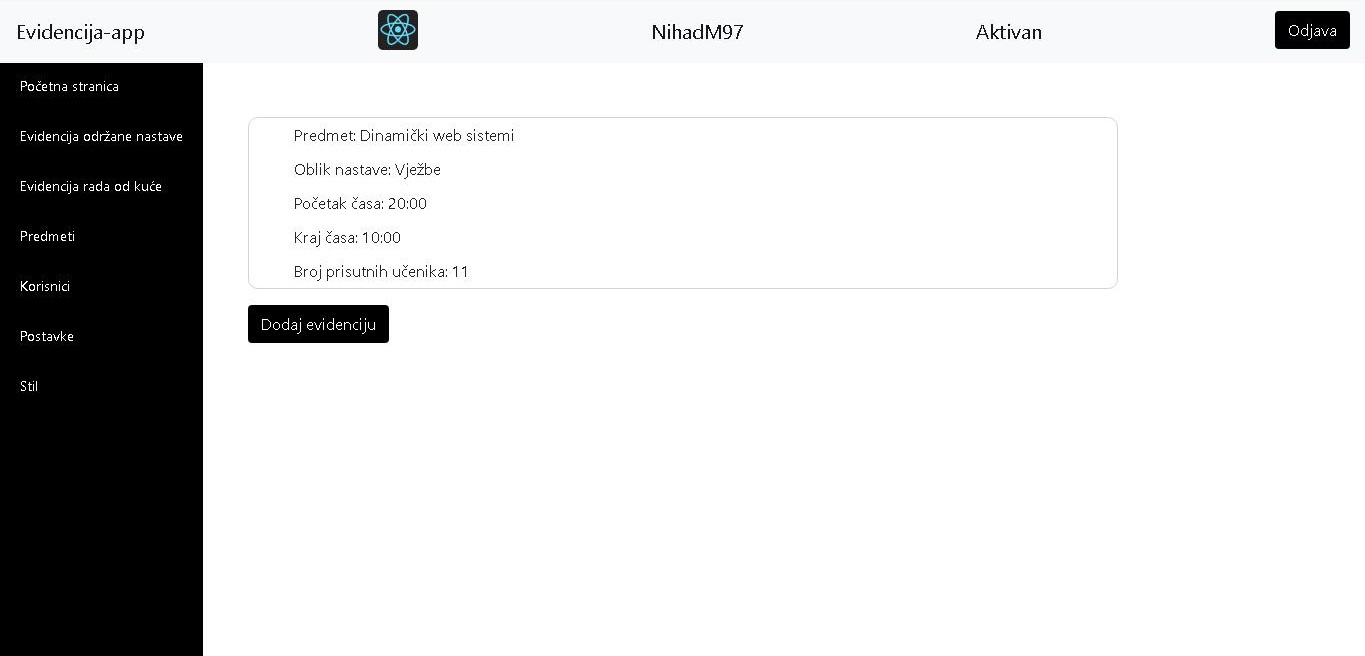 Evidencija-app
NihadM97
Aktivan
Odjava
Početna stranica
Evidencija održane nastave
Evidencija rada od kuće
Predmeti
Korisnici
Postavke
Stil
Predmet: Dinamički web sistemi
Oblik nastave: Vježbe
Početak časa: 20:00
Kraj časa: 10:00
Broj prisutnih učenika: 11
Dodaj evidenciju